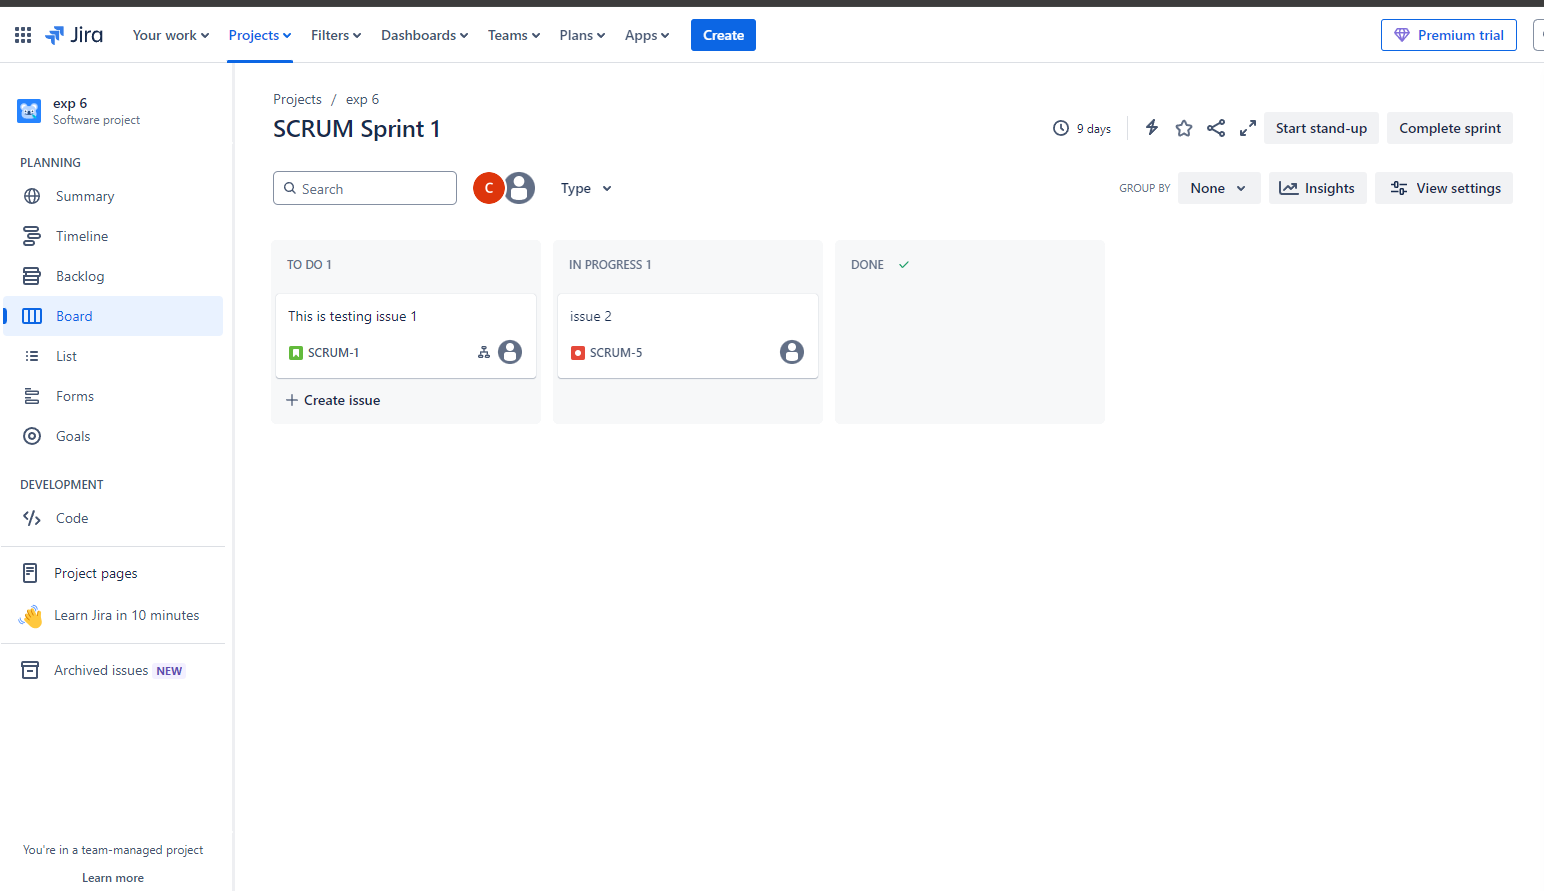 Jira
Your work
Projects
Filters
Dashboards
Teams
Plans
Apps
Create
Premium trial
exp 6
Software project
PLANNING
Summary
Timeline
Backlog
Board
List
Forms
Goals
DEVELOPMENT
Code
Project pages
Learn Jira in 10 minutes
Archived issues NEW
You're in a team-managed project
Learn more
Projects / exp 6
SCRUM Sprint 1
9 days
Start stand-up
Complete sprint
Search
C
Type
GROUP BY
None
Insights
View settings
TO DO 1
This is testing issue 1
SCRUM-1
+ Create issue
IN PROGRESS 1
issue 2
SCRUM-5
DONE